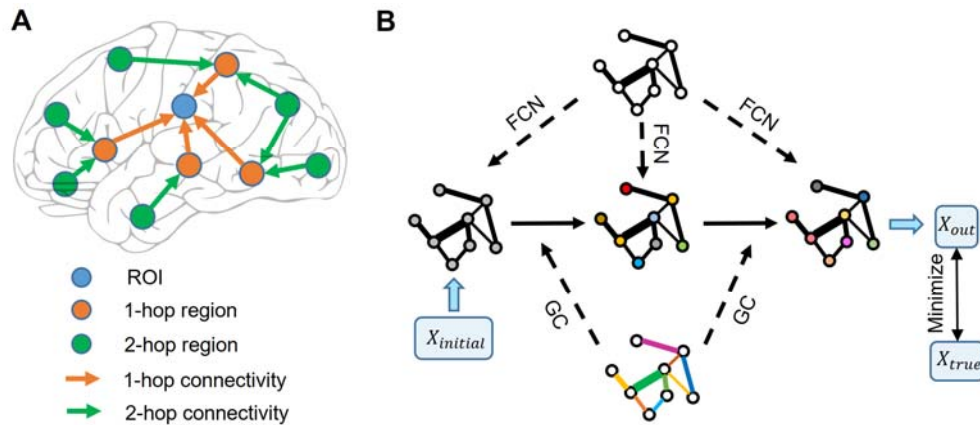 A
ROI
1-hop region
2-hop region
1-hop connectivity
2-hop connectivity
B
FCN
FCN
FCN
GC
GC
X_initial
X_out
Minimize
X_true